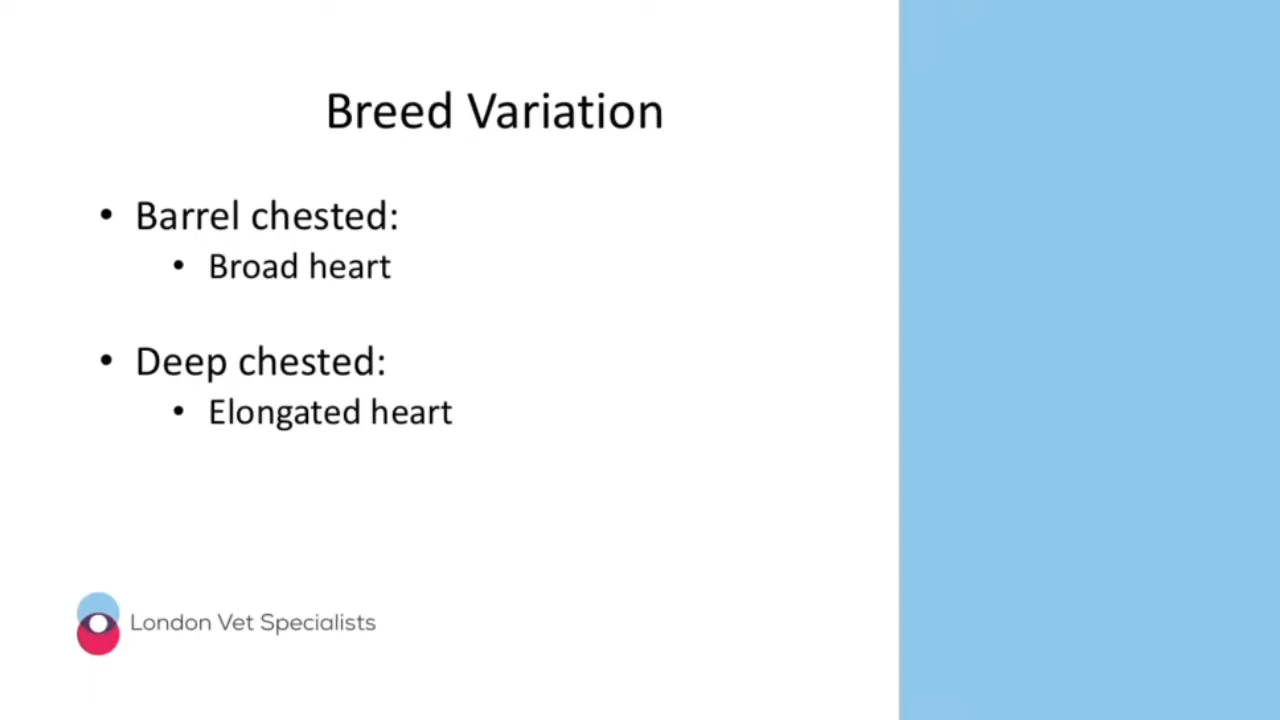 Breed Variation
• Barrel chested:
• Broad heart
• Deep chested:
• Elongated heart
London Vet Specialists